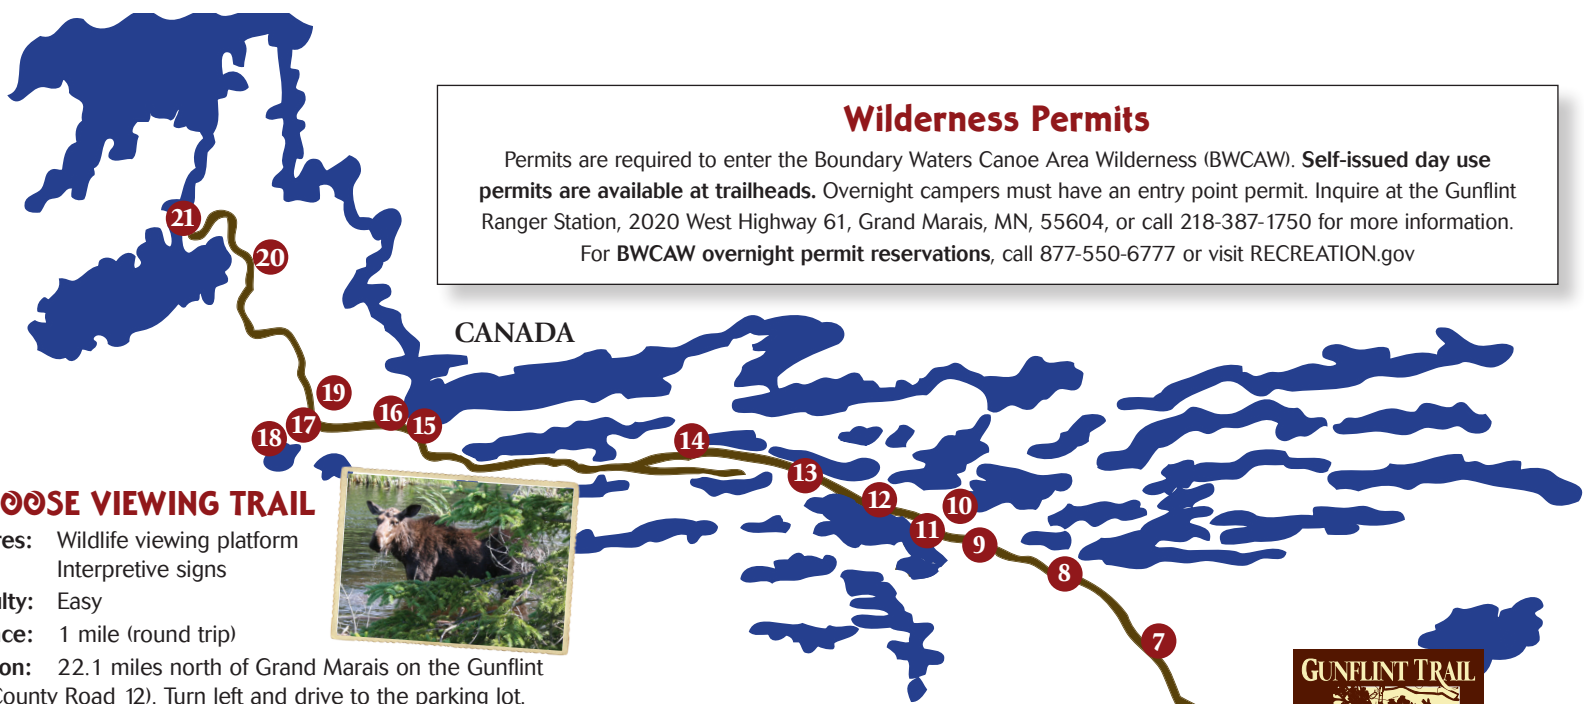 Wilderness Permits
Permits are required to enter the Boundary Waters Canoe Area Wilderness (BWCAW). Self-issued day use
permits are available at trailheads. Overnight campers must have an entry point permit. Inquire at the Gunflint
Ranger Station, 2020 West Highway 61, Grand Marais, MN, 55604, or call 218-387-1750 for more information.
For BWCAW overnight permit reservations, call 877-550-6777 or visit RECREATION.gov
21
20
CANADA
19
16
17
15
18
14
13
12
10
11
9
8
7
OOSE VIEWING TRAIL
res: Wildlife viewing platform
Interpretive signs
lty: Easy
ce: 1 mile (round trip)
on: 22.1 miles north of Grand Marais on the Gunflint
County Road 12). Turn left and drive to the parking lot.
GUNFLINT TRAIL